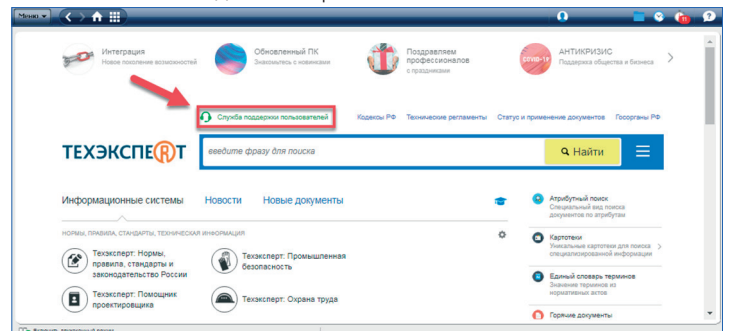 Меню
Интеграция
Новое поколение возможностей
Обновленный ПК
Знакомьтесь с новинками
Поздравляем
профессионалов
с праздниками
COVID-19
АНТИКРИЗИС
Поддержка общества и бизнеса
Служба поддержки пользователей
Кодексы РФ
Технические регламенты
Статус и применение документов
Госорганы РФ
ТЕХЭКСПЕRТ
введите фразу для поиска
Найти
Информационные системы
Новости
Новые документы
НОРМЫ, ПРАВИЛА, СТАНДАРТЫ, ТЕХНИЧЕСКАЯ ИНФОРМАЦИЯ
Техэксперт: Нормы,
правила, стандарты и
законодательство России
Техэксперт: Промышленная
безопасность
Техэксперт: Помощник
проектировщика
Техэксперт: Охрана труда
Атрибутный поиск
Специальный вид поиска
документов по атрибутам
Картотеки
Уникальные картотеки для поиска
специализированной информации
Единый словарь терминов
Значение терминов из
нормативных актов
Горячие документы